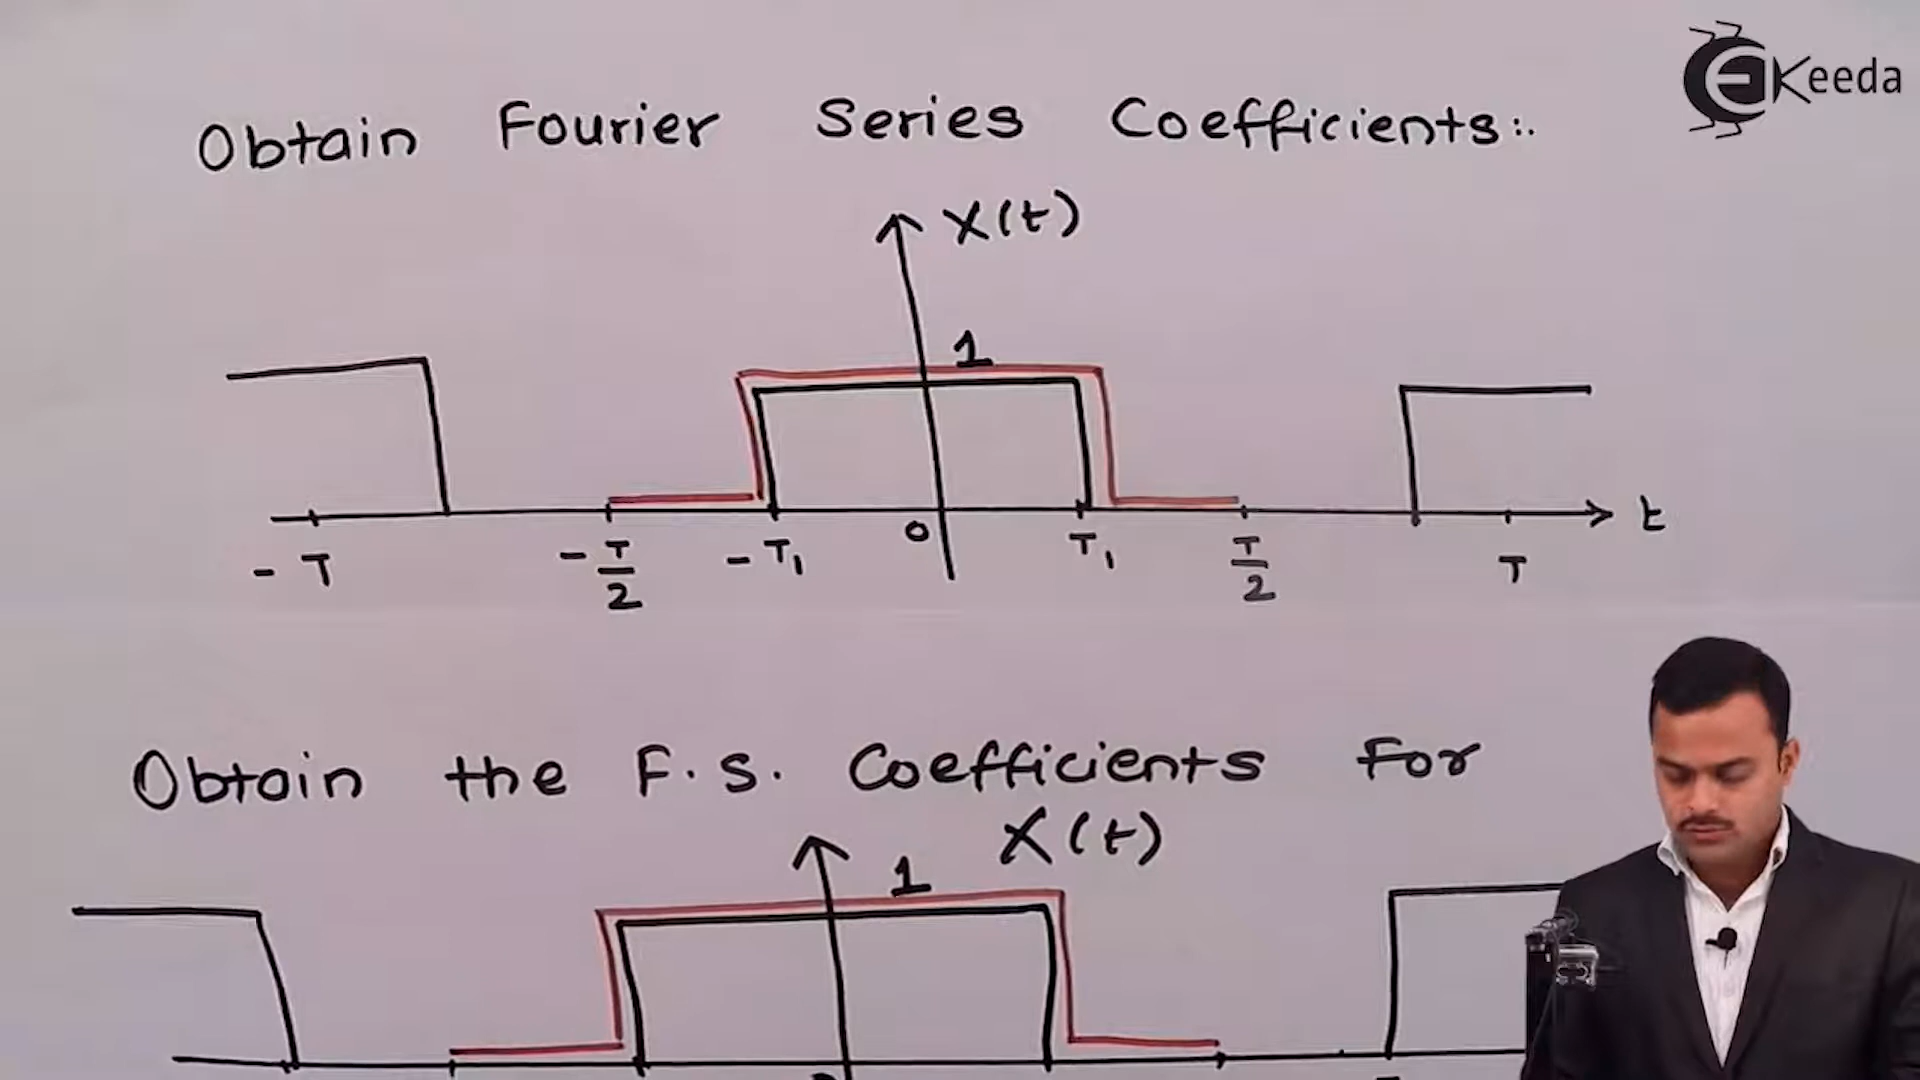 EKeeda
Obtain Fourier Series Coefficients:.
X(t)
1
-T -T/2 -T₁ 0 T₁ T/2 T t
Obtain the F.S. Coefficients For
X(t)
1